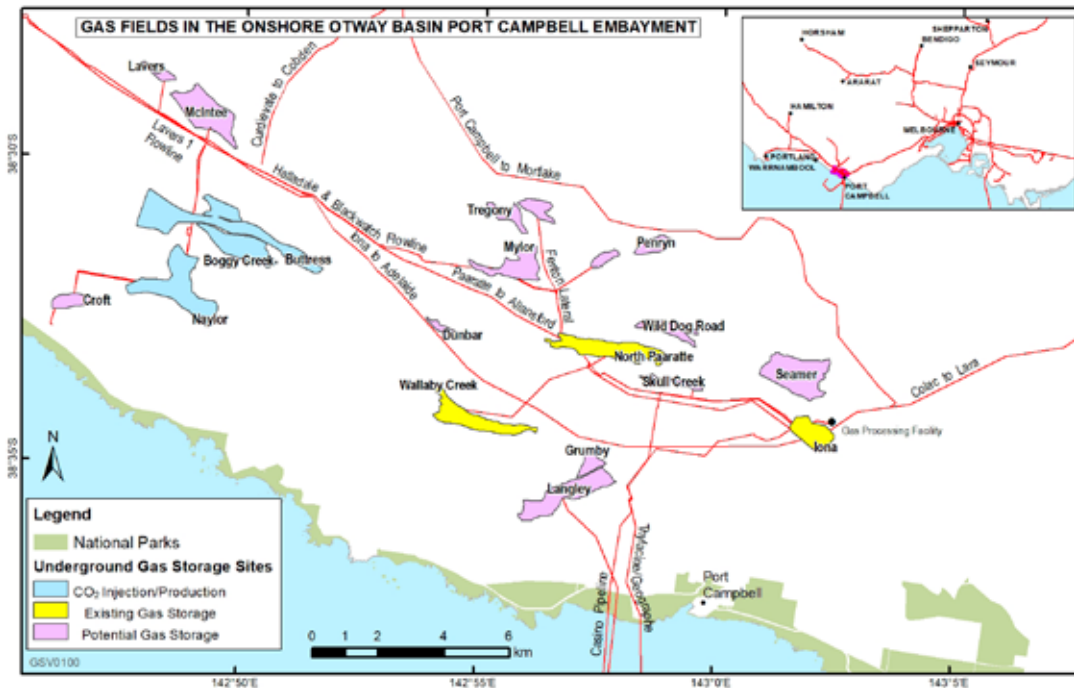 GAS FIELDS IN THE ONSHORE OTWAY BASIN PORT CAMPBELL EMBAYMENT
SHEPPARTON
HORSHAM
BENDIGO
SEYMOUR
ARARAT
HAMILTON
MELBOURNE
PORTLAND
WARRNAMBOOL
PORT
CAMPBELL
Lavers
McIntee
Curdievale to Cobden
Port Campbell to Mortlake
38°30'S
Lavers 1
Flowline
Halladale & Blackwatch Flowline
Tregony
Mylor
Penryn
Fenton Lateral
Iona to Adelaide
Paaratte to Allansford
Boggy Creek
Buttress
Croft
Naylor
Dunbar
Wild Dog Road
North Paaratte
Seamer
Skull Creek
Wallaby Creek
Colac to Lara
Gas Processing Facility
Iona
38°35'S
N
Grumby
Langley
Legend
National Parks
Underground Gas Storage Sites
CO₂ Injection/Production
Existing Gas Storage
Potential Gas Storage
GSV0100
Casino Pipeline
Thylacine/Geographe
Port
Campbell
0 1 2 4 6
km
142°50'E
142°55'E
143°0'E
143°5'E